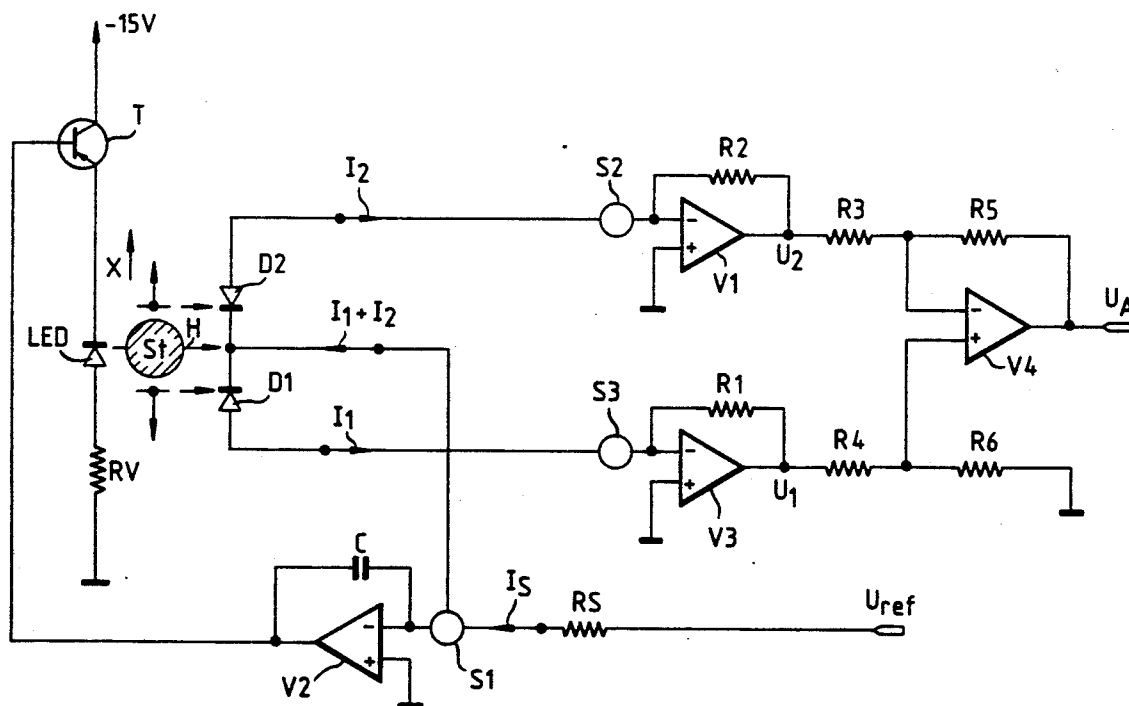 -15V
T
I2
S2
R2
R3
R5
X
D2
U2
V1
UA
LED
St
H
I1 + I2
V4
D1
S3
R1
R4
R6
I1
RV
U1
V3
C
IS
RS
Uref
V2
S1